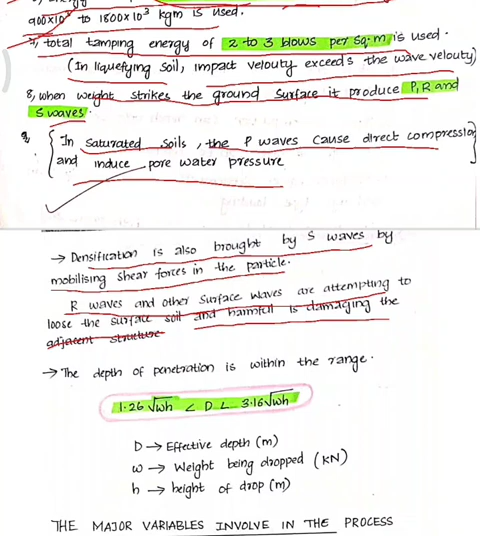 900x10³ to 1800x10³ kgm is used.
7, total tamping energy of 2 to 3 blows per sq.m is used.
(In liquefying soil, impact velouty exceeds the wave velouty)
8, when weight strikes the ground surface it produce P, R and
S waves.
9, In saturated soils, the P waves cause direct compression
and induce pore water pressure
→ Densification is also brought by S waves by
mobilising shear forces in the particle.
R waves and other surface waves are attempting to
loose the surface soil and harmfull is damaging the
adjacent structure
→ The depth of penetration is within the range.
1.26 √wh < D < 3.16√wh
D → Effective depth (m)
w → Weight being dropped (KN)
h → height of drop (m)
THE MAJOR VARIABLES INVOLVE IN THE PROCESS